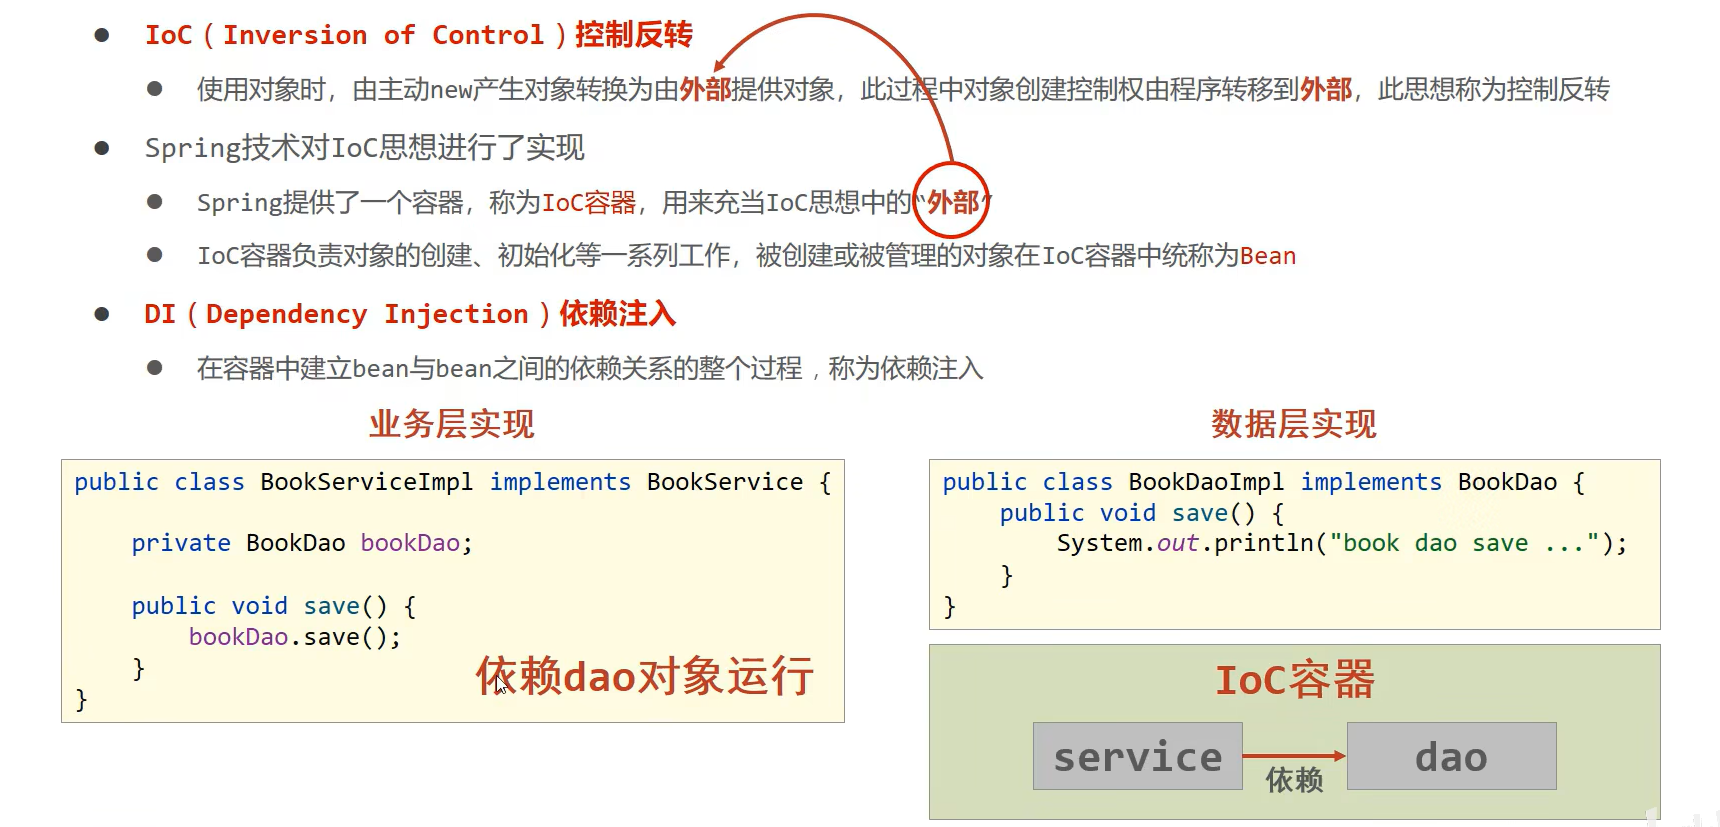 IoC（Inversion of Control）控制反转
使用对象时，由主动new产生对象转换为由外部提供对象，此过程中对象创建控制权由程序转移到外部，此思想称为控制反转
Spring技术对IoC思想进行了实现
Spring提供了一个容器，称为IoC容器，用来充当IoC思想中的“外部”
IoC容器负责对象的创建、初始化等一系列工作，被创建或被管理的对象在IoC容器中统称为Bean
DI（Dependency Injection）依赖注入
在容器中建立bean与bean之间的依赖关系的整个过程，称为依赖注入
业务层实现
public class BookServiceImpl implements BookService {
private BookDao bookDao;
public void save() {
bookDao.save();
}
}
依赖dao对象运行
数据层实现
public class BookDaoImpl implements BookDao {
public void save() {
System.out.println("book dao save ...");
}
}
IoC容器
service
依赖
dao